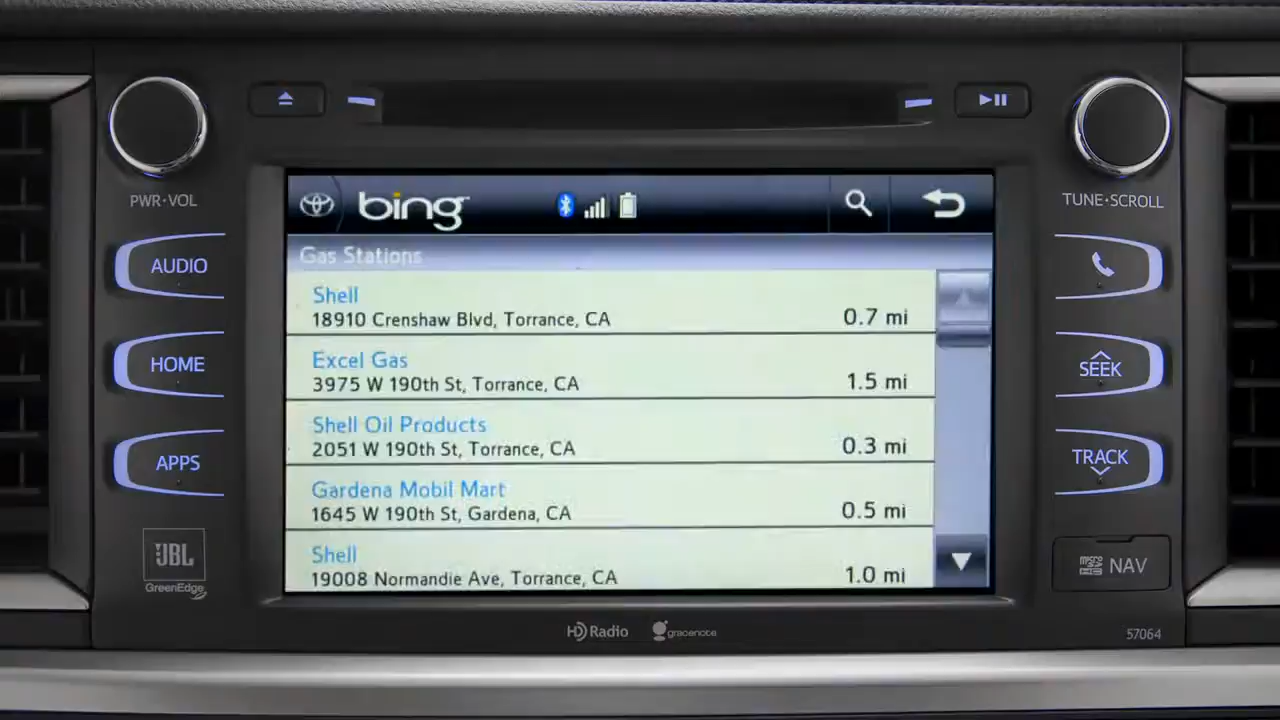 PWR•VOL
TUNE•SCROLL
AUDIO
HOME
APPS
JBL
GreenEdge
bing
Gas Stations
Shell
18910 Crenshaw Blvd, Torrance, CA 0.7 mi
Excel Gas
3975 W 190th St, Torrance, CA 1.5 mi
Shell Oil Products
2051 W 190th St, Torrance, CA 0.3 mi
Gardena Mobil Mart
1645 W 190th St, Gardena, CA 0.5 mi
Shell
19008 Normandie Ave, Torrance, CA 1.0 mi
SEEK
TRACK
micro SD NAV
HD Radio gracenote
57064